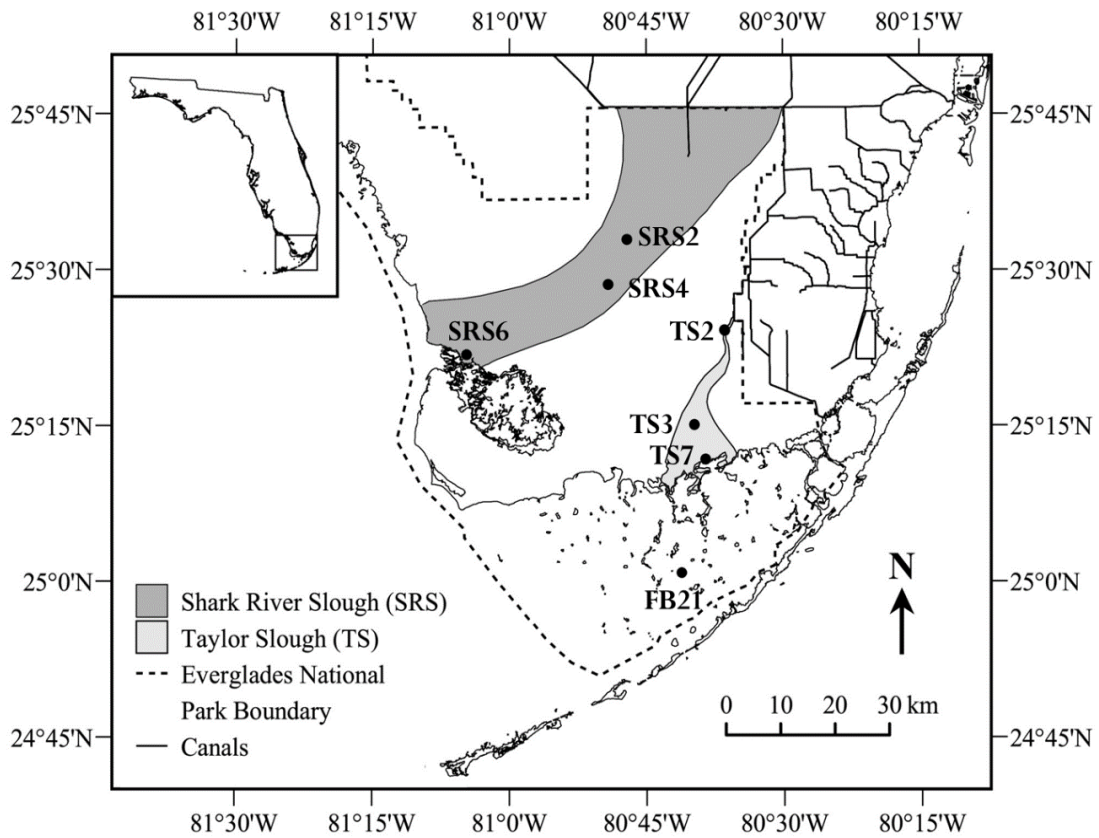 81°30'W 81°15'W 81°0'W 80°45'W 80°30'W 80°15'W
25°45'N 25°45'N
SRS2
25°30'N 25°30'N
SRS4
SRS6 TS2
25°15'N TS3 25°15'N
TS7
25°0'N 25°0'N
FB21
N
Shark River Slough (SRS)
Taylor Slough (TS)
Everglades National
Park Boundary
Canals
0 10 20 30 km
24°45'N 24°45'N
81°30'W 81°15'W 81°0'W 80°45'W 80°30'W 80°15'W